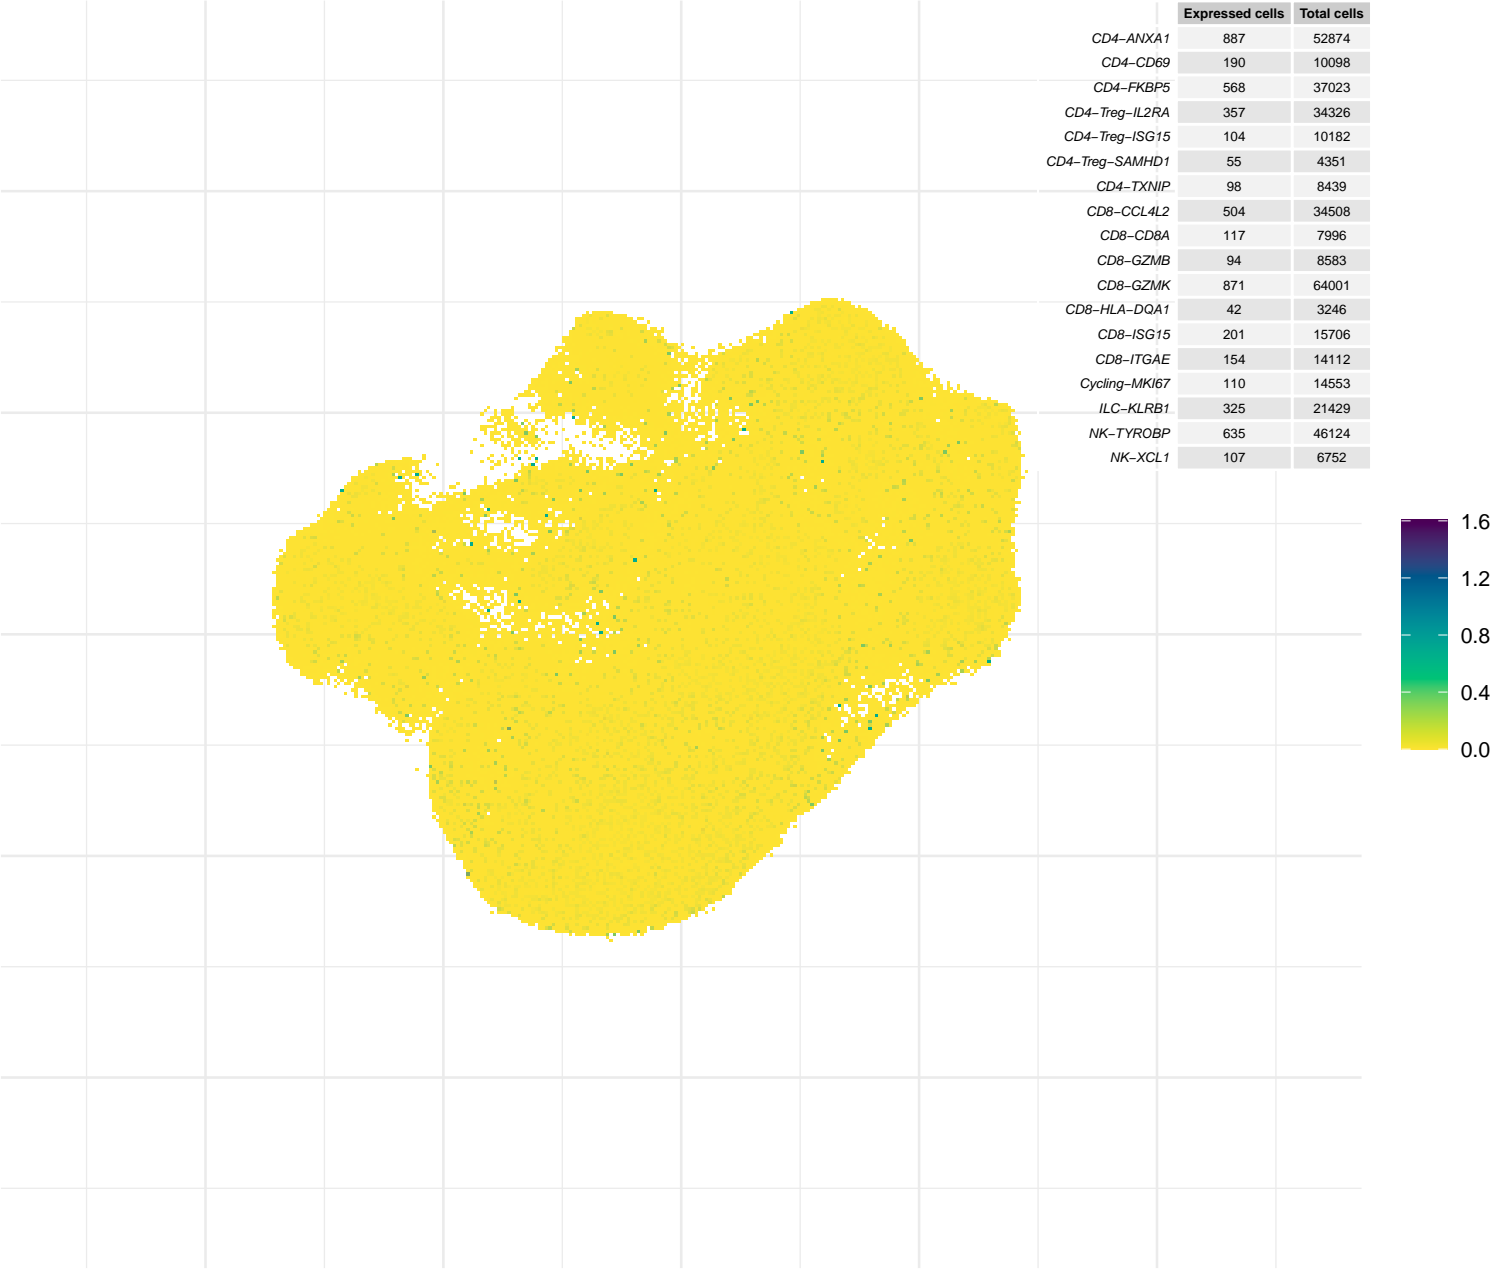 Expressed cells Total cells
CD4−ANXA1 887 52874
CD4−CD69 190 10098
CD4−FKBP5 568 37023
CD4−Treg−IL2RA 357 34326
CD4−Treg−ISG15 104 10182
CD4−Treg−SAMHD1 55 4351
CD4−TXNIP 98 8439
CD8−CCL4L2 504 34508
CD8−CD8A 117 7996
CD8−GZMB 94 8583
CD8−GZMK 871 64001
CD8−HLA−DQA1 42 3246
CD8−ISG15 201 15706
CD8−ITGAE 154 14112
Cycling−MKI67 110 14553
ILC−KLRB1 325 21429
NK−TYROBP 635 46124
NK−XCL1 107 6752
1.6
1.2
0.8
0.4
0.0